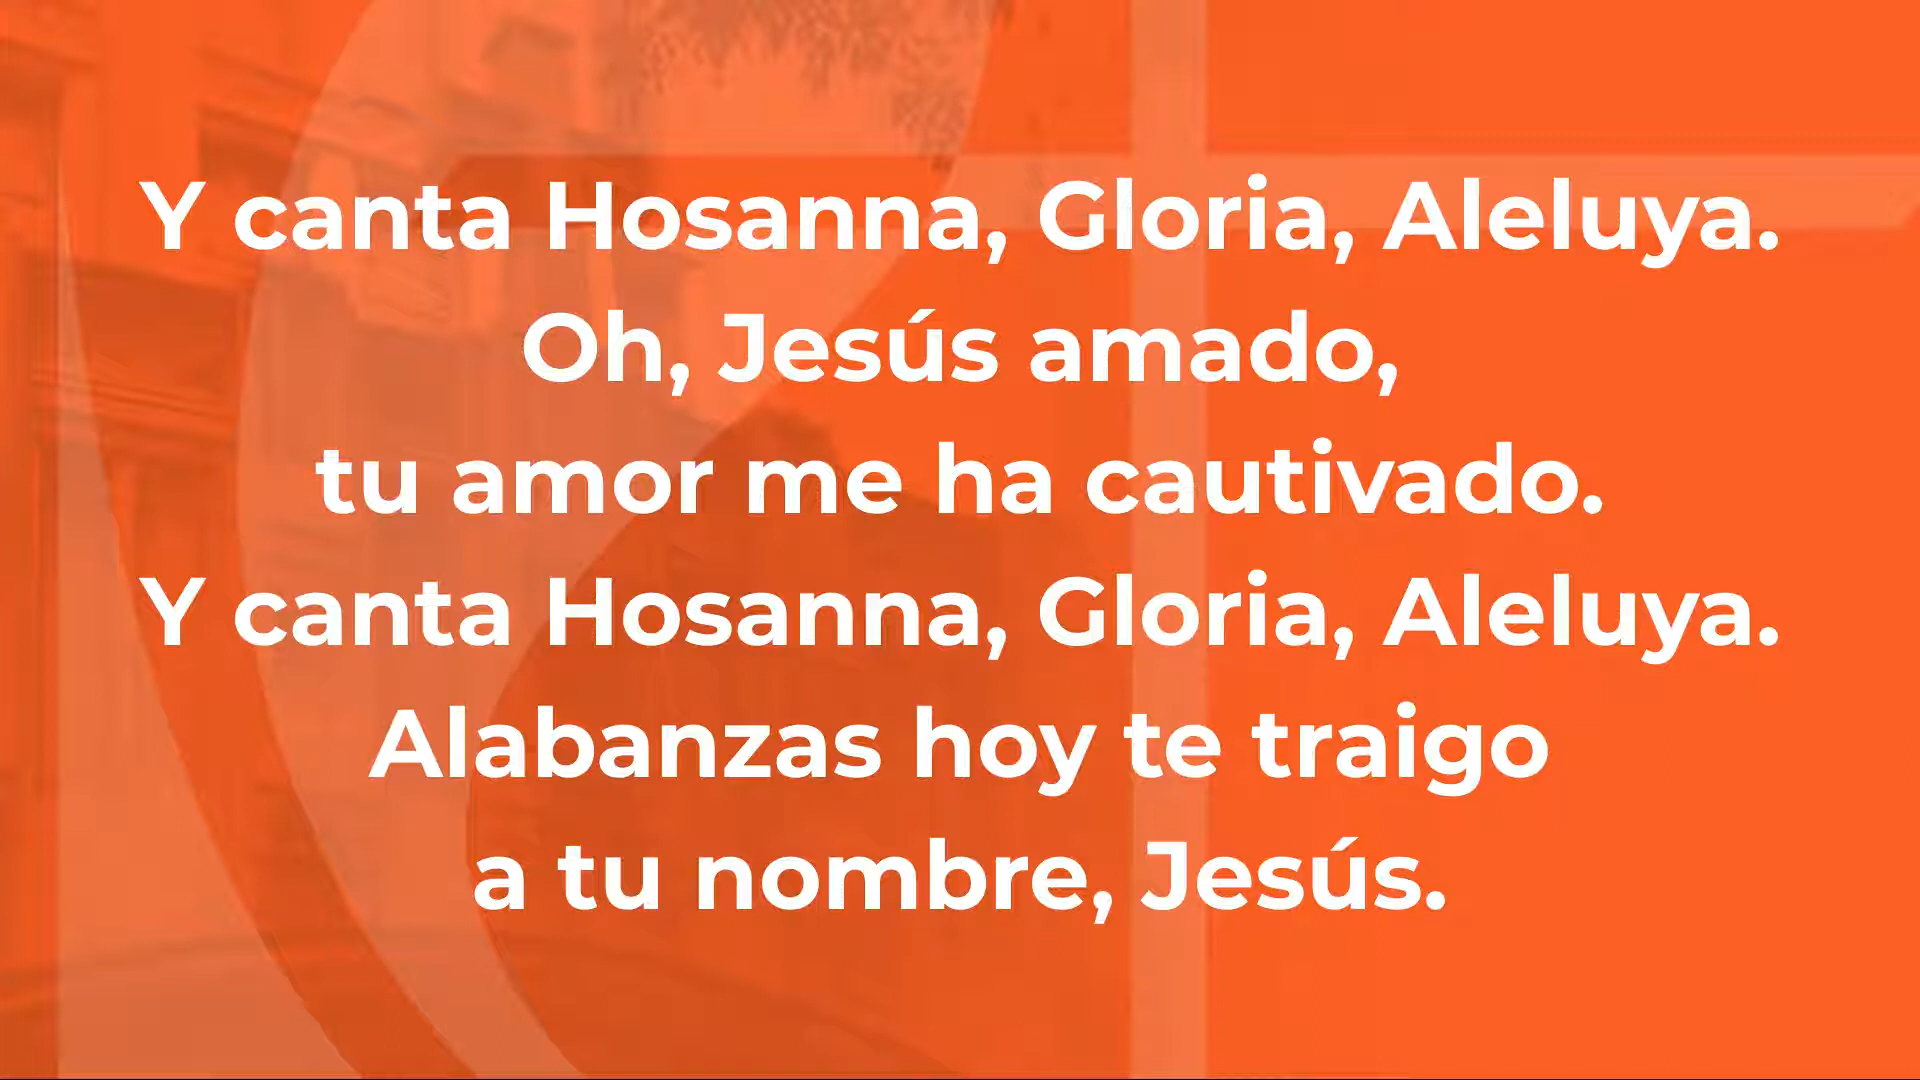 Y canta Hosanna, Gloria, Aleluya.
Oh, Jesús amado,
tu amor me ha cautivado.
Y canta Hosanna, Gloria, Aleluya.
Alabanzas hoy te traigo
a tu nombre, Jesús.